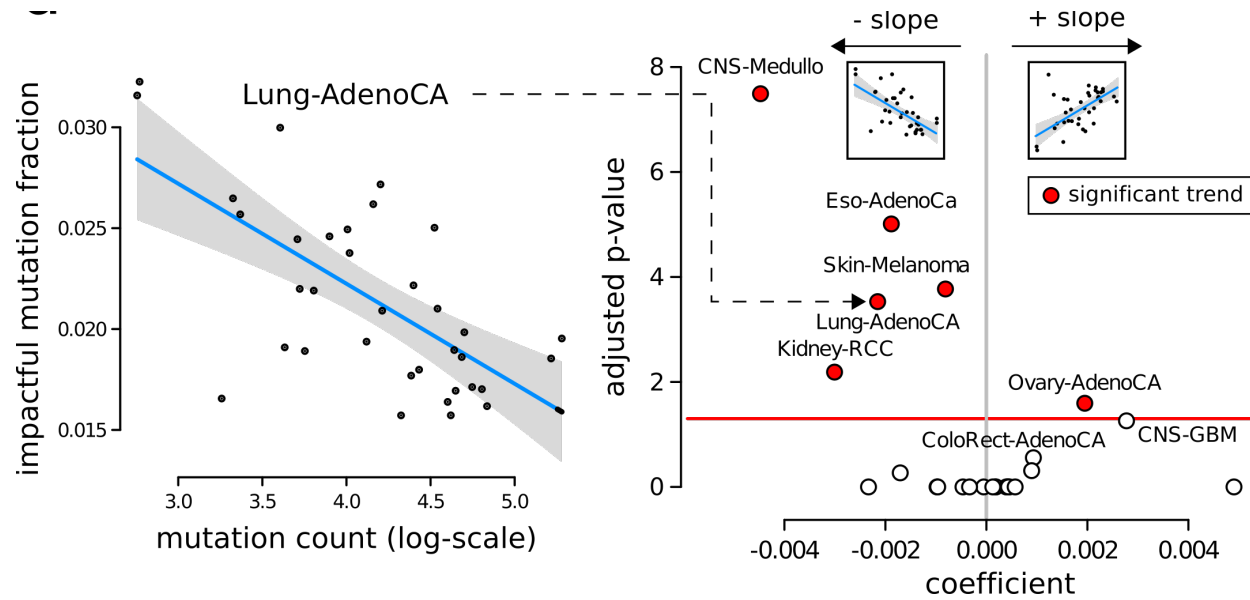 impactful mutation fraction
0.030
0.025
0.020
0.015
3.0 3.5 4.0 4.5 5.0
mutation count (log-scale)
Lung-AdenoCA
- slope
+ slope
adjusted p-value
8
6
4
2
0
CNS-Medullo
Eso-AdenoCa
Skin-Melanoma
Lung-AdenoCA
Kidney-RCC
significant trend
Ovary-AdenoCA
CNS-GBM
ColoRect-AdenoCA
-0.004 -0.002 0.000 0.002 0.004
coefficient